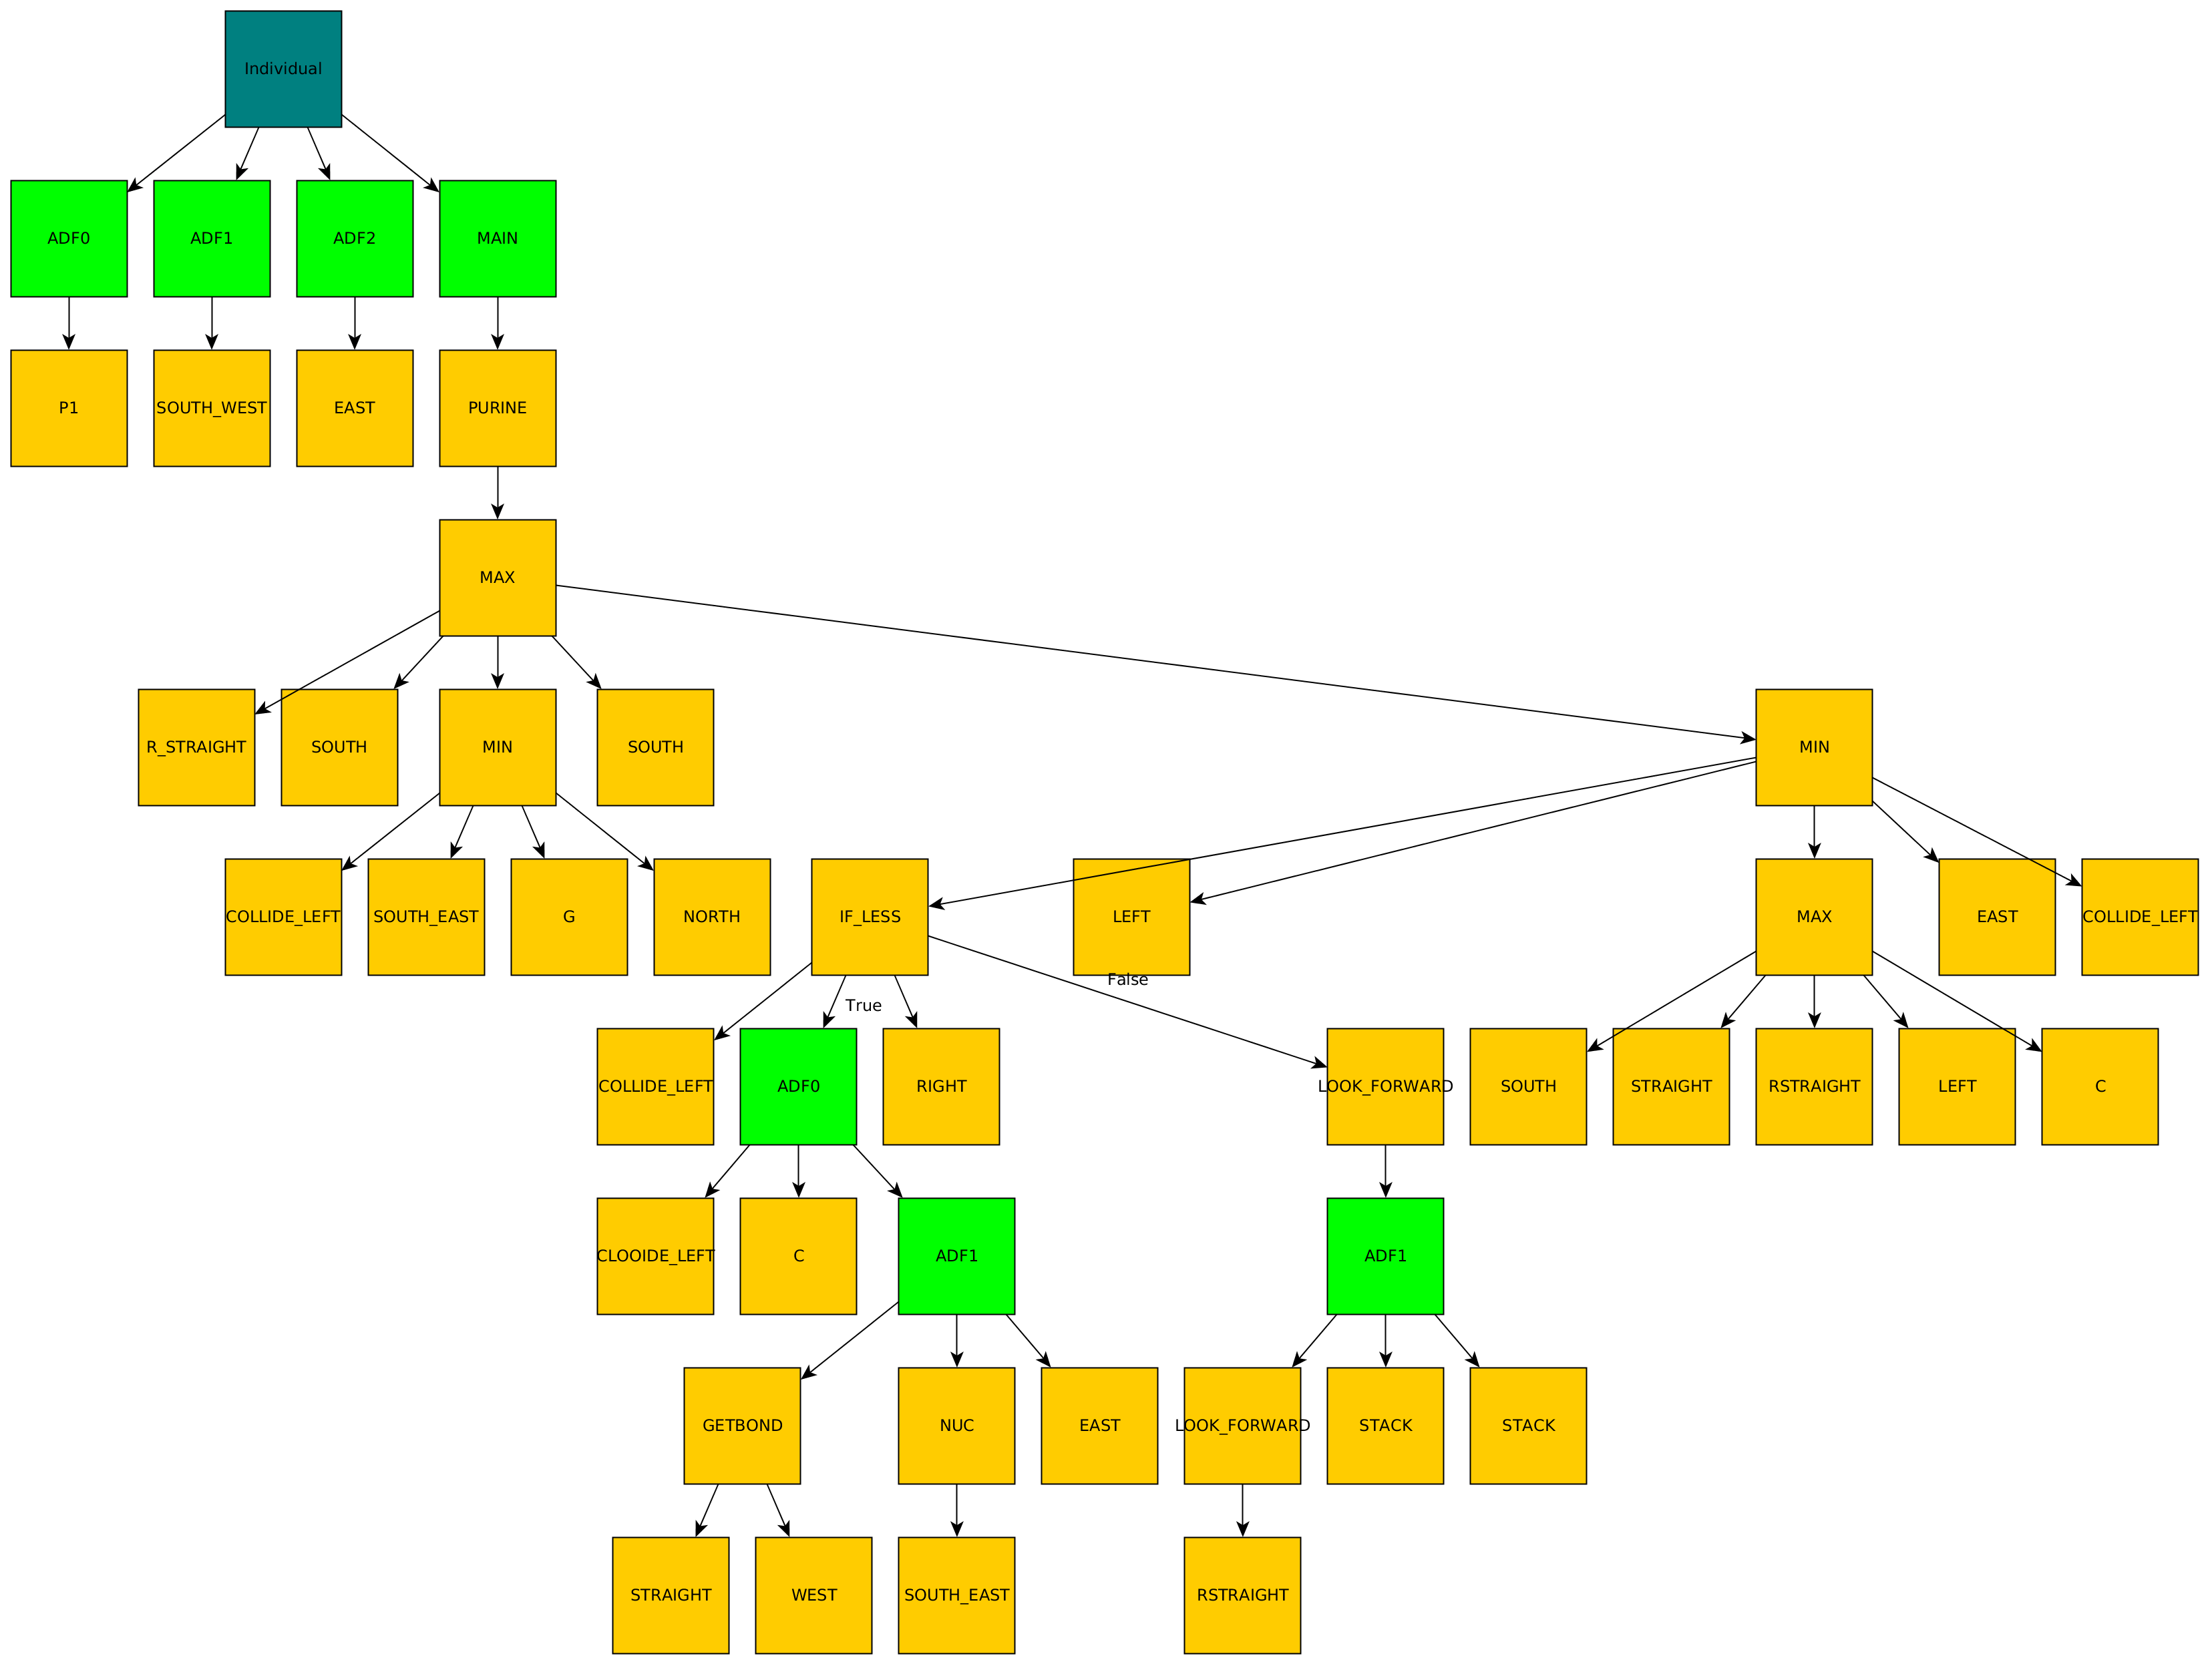 Individual
ADF0
ADF1
ADF2
MAIN
P1
SOUTH_WEST
EAST
PURINE
MAX
R_STRAIGHT
SOUTH
MIN
SOUTH
MIN
COLLIDE_LEFT
SOUTH_EAST
G
NORTH
IF_LESS
LEFT
MAX
EAST
COLLIDE_LEFT
False
True
COLLIDE_LEFT
ADF0
RIGHT
LOOK_FORWARD
SOUTH
STRAIGHT
RSTRAIGHT
LEFT
C
CLOOIDE_LEFT
C
ADF1
ADF1
GETBOND
NUC
EAST
LOOK_FORWARD
STACK
STACK
STRAIGHT
WEST
SOUTH_EAST
RSTRAIGHT